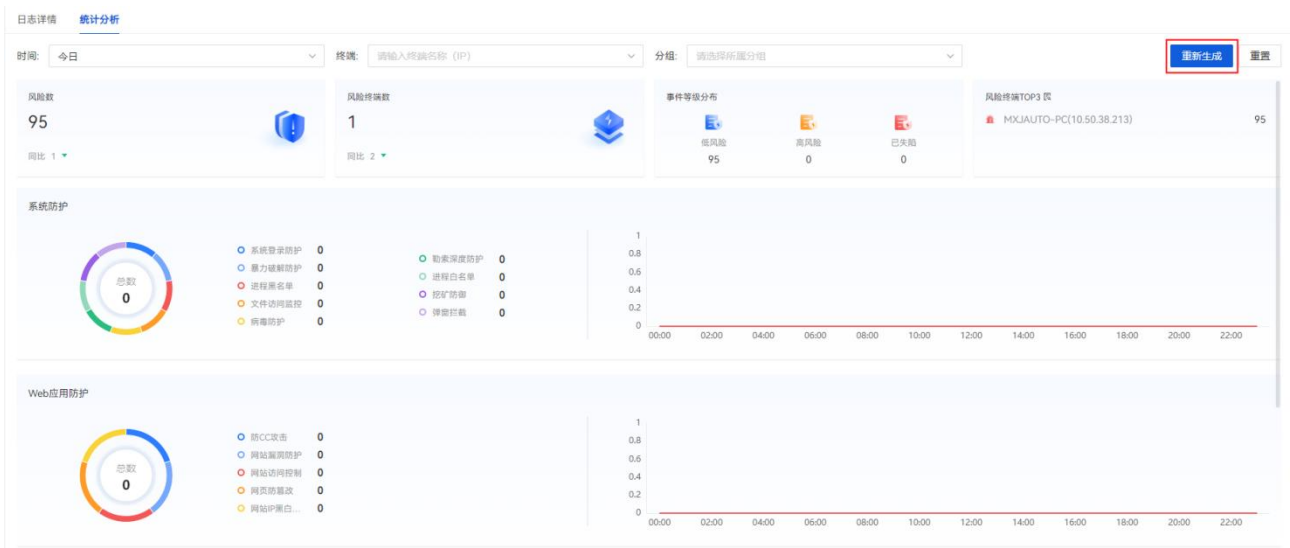 日志详情 统计分析
时间: 今日 终端: 请输入终端名称（IP） 分组: 请选择所属分组 重新生成 重置
风险数
95
同比 1
风险终端数
1
同比 2
事件等级分布
低风险 高风险 已失陷
95 0 0
风险终端TOP3
MXJAUTO-PC(10.50.38.213) 95
系统防护
总数
0
系统登录防护 0
暴力破解防护 0
进程黑名单 0
文件访问监控 0
病毒防护 0
勒索深度防护 0
进程白名单 0
挖矿防御 0
弹窗拦截 0
1
0.8
0.6
0.4
0.2
0
00:00 02:00 04:00 06:00 08:00 10:00 12:00 14:00 16:00 18:00 20:00 22:00
Web应用防护
总数
0
防CC攻击 0
网站漏洞防护 0
网站访问控制 0
网页防篡改 0
网站IP黑白... 0
1
0.8
0.6
0.4
0.2
0
00:00 02:00 04:00 06:00 08:00 10:00 12:00 14:00 16:00 18:00 20:00 22:00